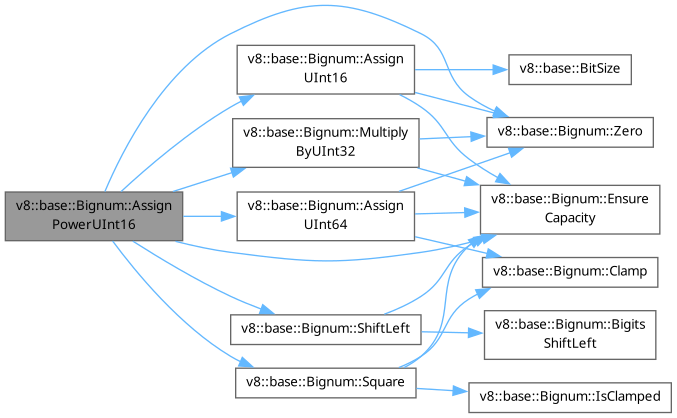 v8::base::Bignum::Assign
PowerUInt16
v8::base::Bignum::Assign
UInt16
v8::base::Bignum::Multiply
ByUInt32
v8::base::Bignum::Assign
UInt64
v8::base::Bignum::ShiftLeft
v8::base::Bignum::Square
v8::base::BitSize
v8::base::Bignum::Zero
v8::base::Bignum::Ensure
Capacity
v8::base::Bignum::Clamp
v8::base::Bignum::Bigits
ShiftLeft
v8::base::Bignum::IsClamped